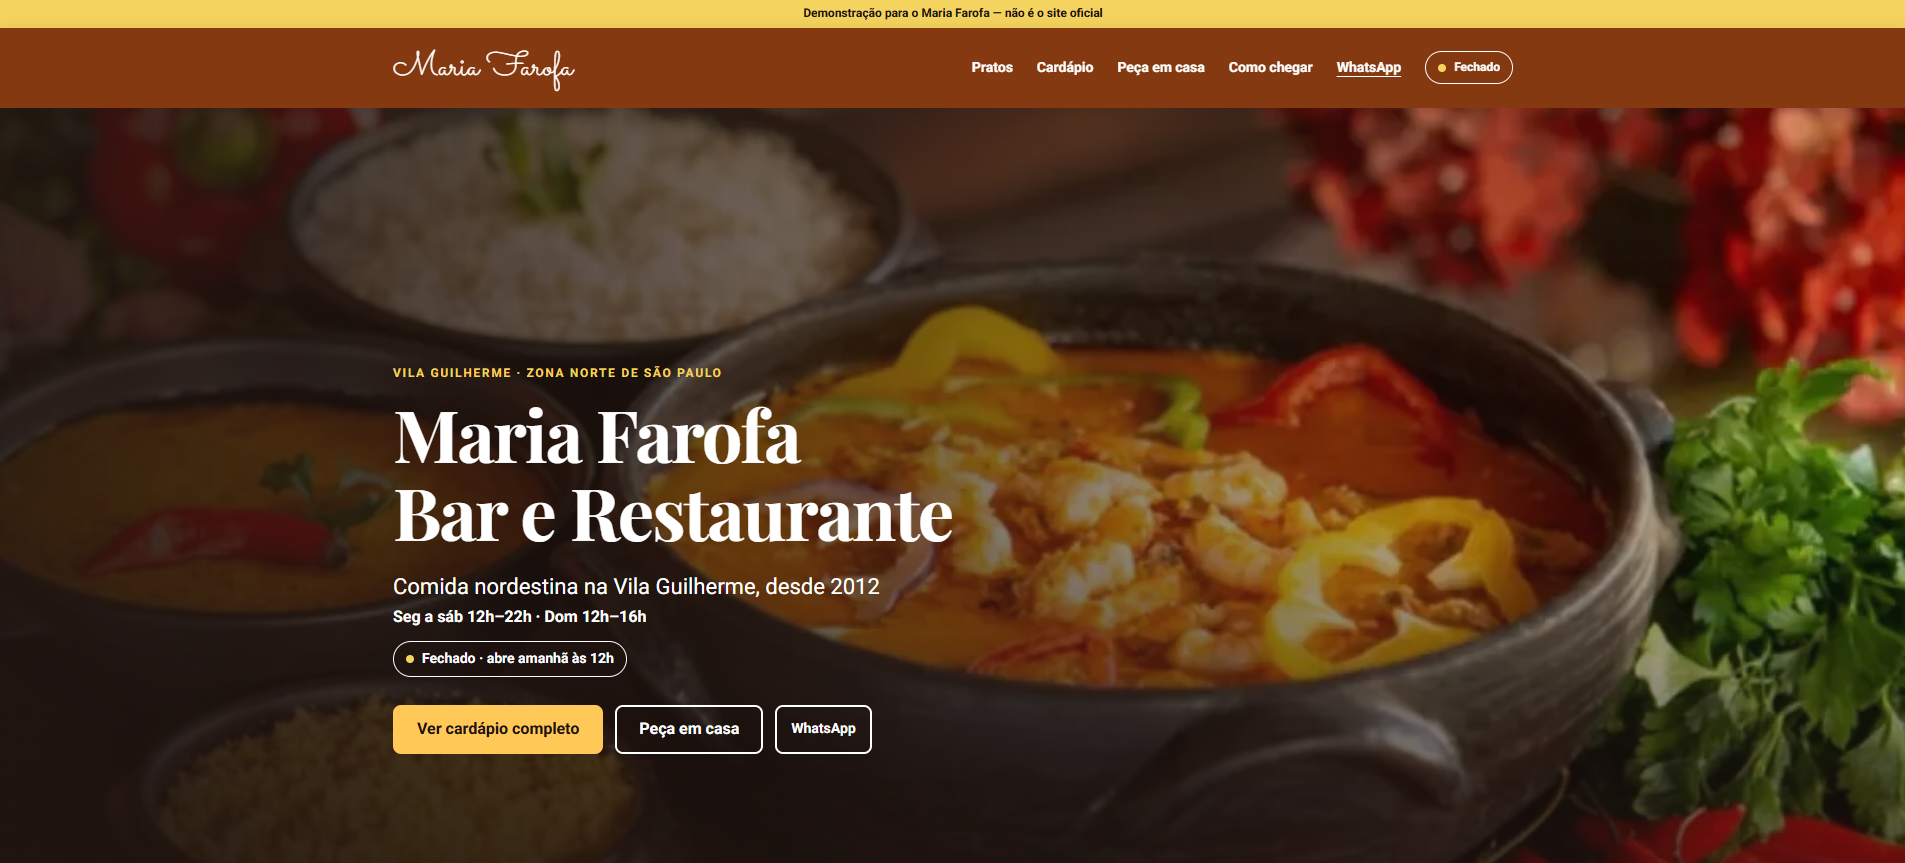 Demonstração para o Maria Farofa — não é o site oficial
Maria Farofa
Pratos
Cardápio
Peça em casa
Como chegar
WhatsApp
Fechado
VILA GUILHERME · ZONA NORTE DE SÃO PAULO
Maria Farofa
Bar e Restaurante
Comida nordestina na Vila Guilherme, desde 2012
Seg a sáb 12h–22h · Dom 12h–16h
Fechado · abre amanhã às 12h
Ver cardápio completo
Peça em casa
WhatsApp